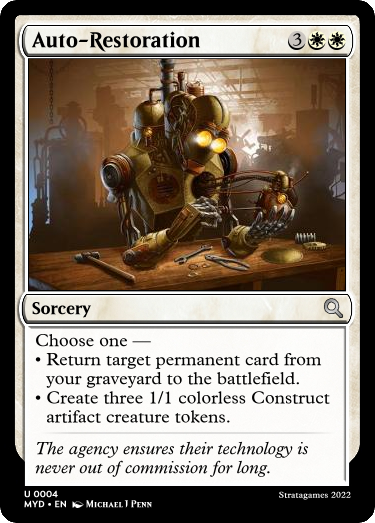 Auto-Restoration 3
Sorcery
Choose one —
• Return target permanent card from
your graveyard to the battlefield.
• Create three 1/1 colorless Construct
artifact creature tokens.
The agency ensures their technology is
never out of commission for long.
U 0004
MYD • EN Michael J Penn
Stratagames 2022